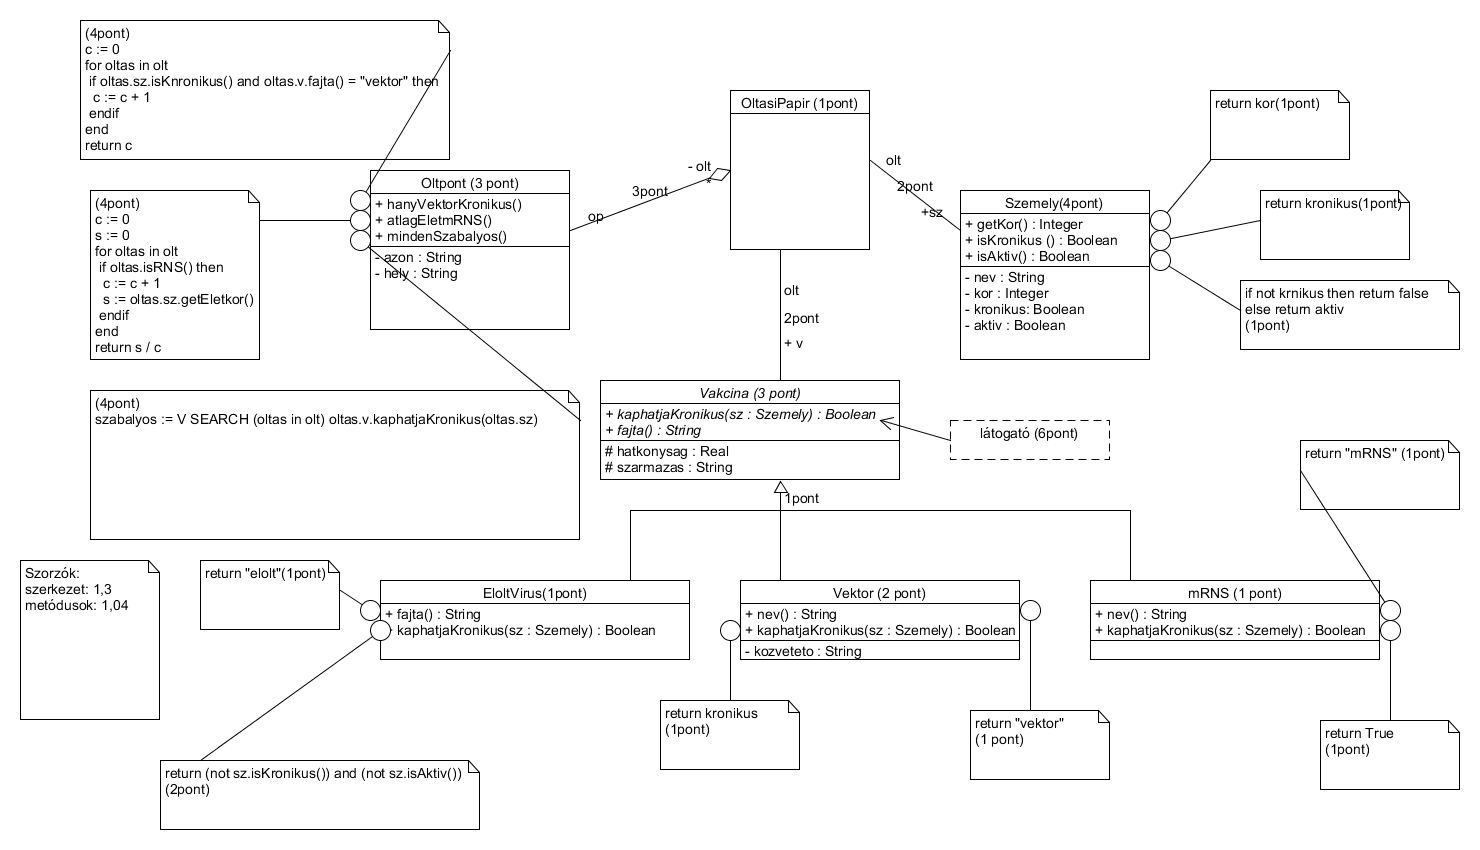 (4pont)
c := 0
for oltas in olt
if oltas.sz.isKnronikus() and oltas.v.fajta() = "vektor" then
c := c + 1
endif
end
return c
(4pont)
c := 0
s := 0
for oltas in olt
if oltas.isRNS() then
c := c + 1
s := oltas.sz.getEletkor()
endif
end
return s / c
(4pont)
szabalyos := V SEARCH (oltas in olt) oltas.v.kaphatjaKronikus(oltas.sz)
Oltpont (3 pont)
+ hanyVektorKronikus()
+ atlagEletmRNS()
+ mindenSzabalyos()
- azon : String
- hely : String
op
3pont
- olt
*
OltasiPapir (1pont)
olt
2pont
+sz
Szemely(4pont)
+ getKor() : Integer
+ isKronikus () : Boolean
+ isAktiv() : Boolean
- nev : String
- kor : Integer
- kronikus: Boolean
- aktiv : Boolean
return kor(1pont)
return kronikus(1pont)
if not krnikus then return false
else return aktiv
(1pont)
olt
2pont
+ v
Vakcina (3 pont)
+ kaphatjaKronikus(sz : Szemely) : Boolean
+ fajta() : String
# hatkonysag : Real
# szarmazas : String
látogató (6pont)
1pont
return "mRNS" (1pont)
Szorzók:
szerkezet: 1,3
metódusok: 1,04
return "elolt"(1pont)
EloltVirus(1pont)
+ fajta() : String
kaphatjaKronikus(sz : Szemely) : Boolean
Vektor (2 pont)
+ nev() : String
+ kaphatjaKronikus(sz : Szemely) : Boolean
- kozveteto : String
mRNS (1 pont)
+ nev() : String
+ kaphatjaKronikus(sz : Szemely) : Boolean
return (not sz.isKronikus()) and (not sz.isAktiv())
(2pont)
return kronikus
(1pont)
return "vektor"
(1 pont)
return True
(1pont)